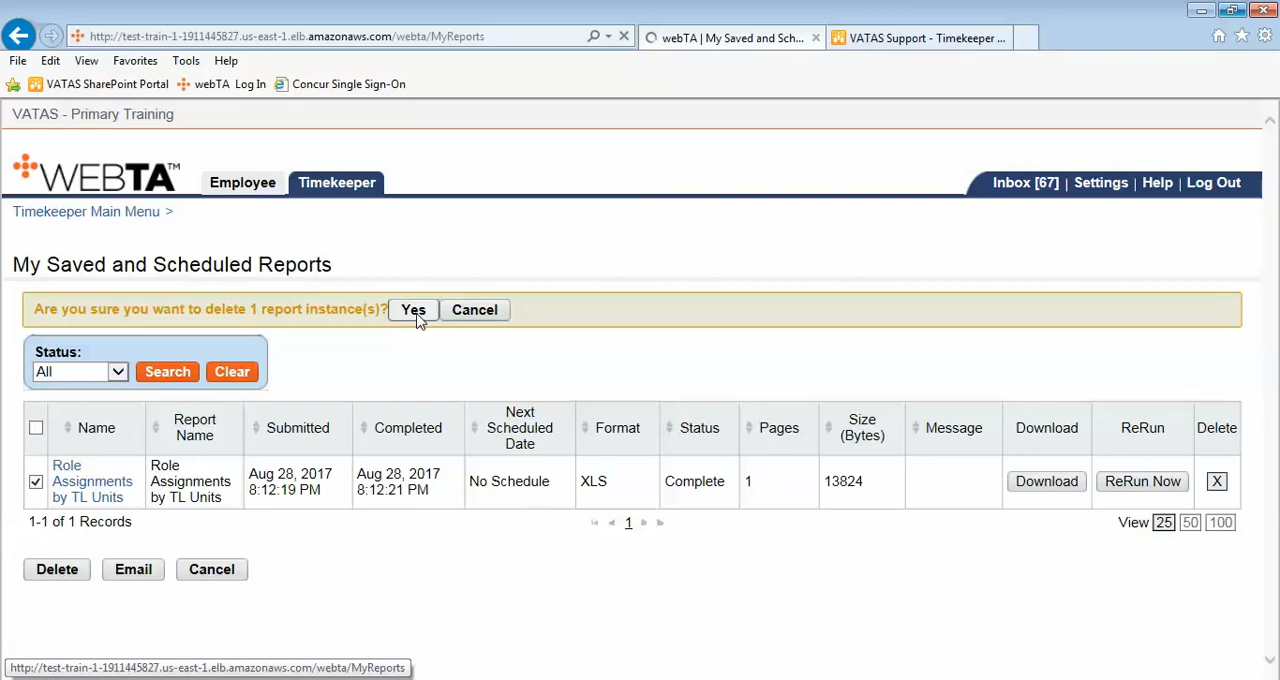 http://test-train-1-1911445827.us-east-1.elb.amazonaws.com/webta/MyReports
webTA | My Saved and Sch...
VATAS Support - Timekeeper ...
File Edit View Favorites Tools Help
VATAS SharePoint Portal webTA Log In Concur Single Sign-On
VATAS - Primary Training
WEBTA™ Employee Timekeeper Inbox [67] | Settings | Help | Log Out
Timekeeper Main Menu >
My Saved and Scheduled Reports
Are you sure you want to delete 1 report instance(s)? Yes Cancel
Status:
All Search Clear
Name
Report
Name
Submitted
Completed
Next
Scheduled
Date
Format
Status
Pages
Size
(Bytes)
Message
Download
ReRun
Delete
Role
Assignments
by TL Units
Role
Assignments
by TL Units
Aug 28, 2017
8:12:19 PM
Aug 28, 2017
8:12:21 PM
No Schedule
XLS
Complete
1
13824
Download
ReRun Now
X
1-1 of 1 Records
1
View 25 50 100
Delete Email Cancel
http://test-train-1-1911445827.us-east-1.elb.amazonaws.com/webta/MyReports